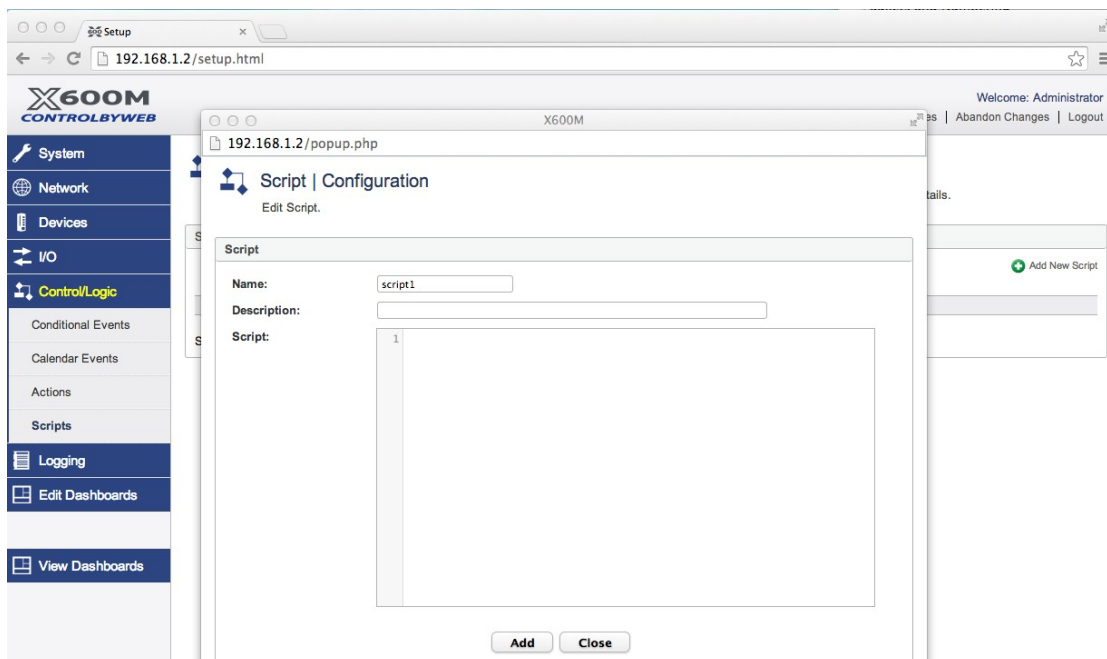 Setup
192.168.1.2/setup.html
X600M
CONTROLBYWEB
Welcome: Administrator
es | Abandon Changes | Logout
System
Network
Devices
I/O
Control/Logic
Conditional Events
Calendar Events
Actions
Scripts
Logging
Edit Dashboards
View Dashboards
X600M
192.168.1.2/popup.php
Script | Configuration
Edit Script.
Script
Name:
script1
Description:
Script:
1
Add
Close
tails.
Add New Script
S
S